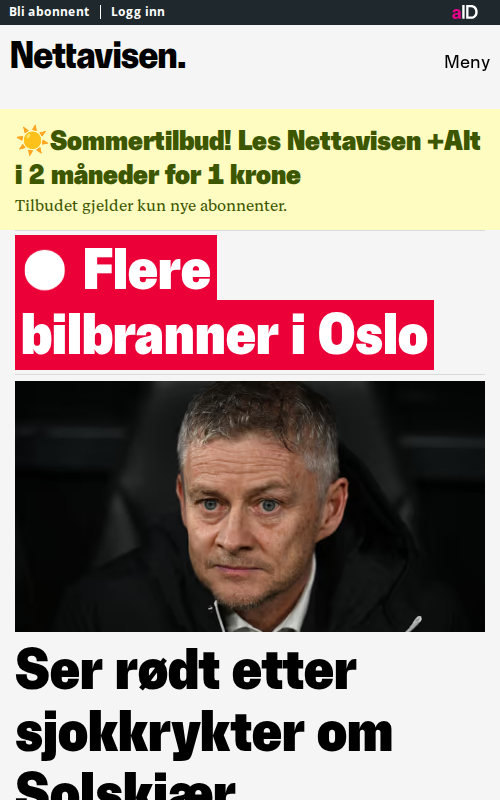 Bli abonnent | Logg inn
aID
Nettavisen.
Meny
☀️Sommertilbud! Les Nettavisen +Alt
i 2 måneder for 1 krone
Tilbudet gjelder kun nye abonnenter.
Flere
bilbranner i Oslo
Ser rødt etter
sjokkrykter om
Solskjær